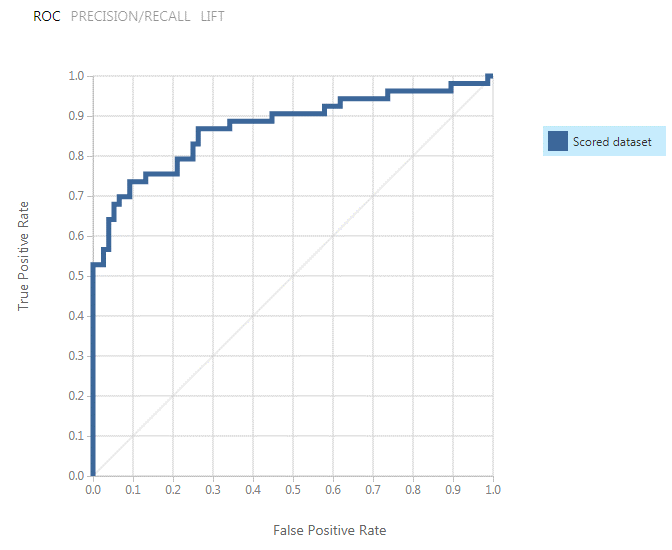 ROC PRECISION/RECALL LIFT
1.0
0.9
0.8
0.7
0.6
0.5
0.4
0.3
0.2
0.1
0.0
True Positive Rate
0.0 0.1 0.2 0.3 0.4 0.5 0.6 0.7 0.8 0.9 1.0
False Positive Rate
Scored dataset